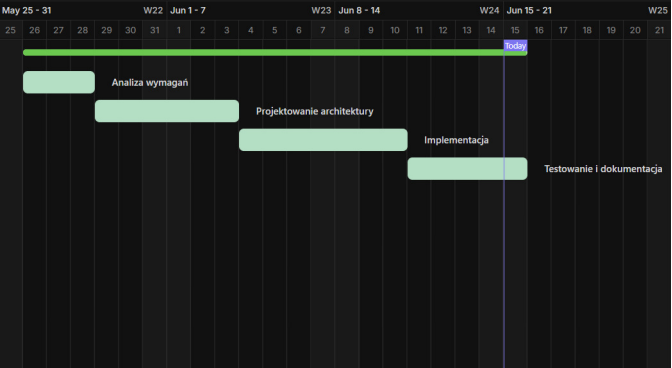 May 25 - 31 W22 Jun 1 - 7 W23 Jun 8 - 14 W24 Jun 15 - 21 W25
25 26 27 28 29 30 31 1 2 3 4 5 6 7 8 9 10 11 12 13 14 15 16 17 18 19 20 21
Today
Analiza wymagań
Projektowanie architektury
Implementacja
Testowanie i dokumentacja